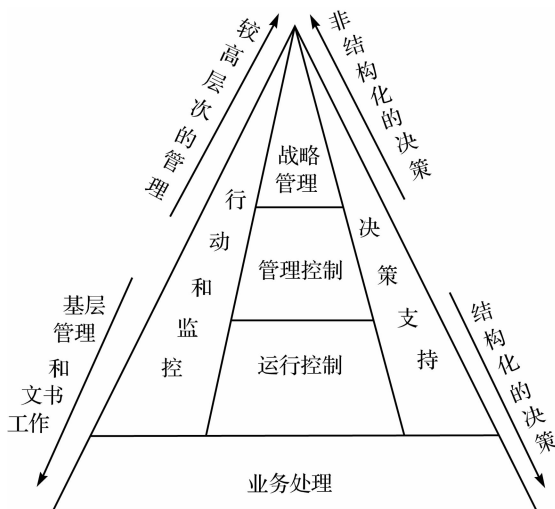 较高层次的管理
非结构化的决策
战略
管理
行动和监控
决策支持
管理控制
运行控制
基层
管理
和
文书
工作
结构化的决策
业务处理